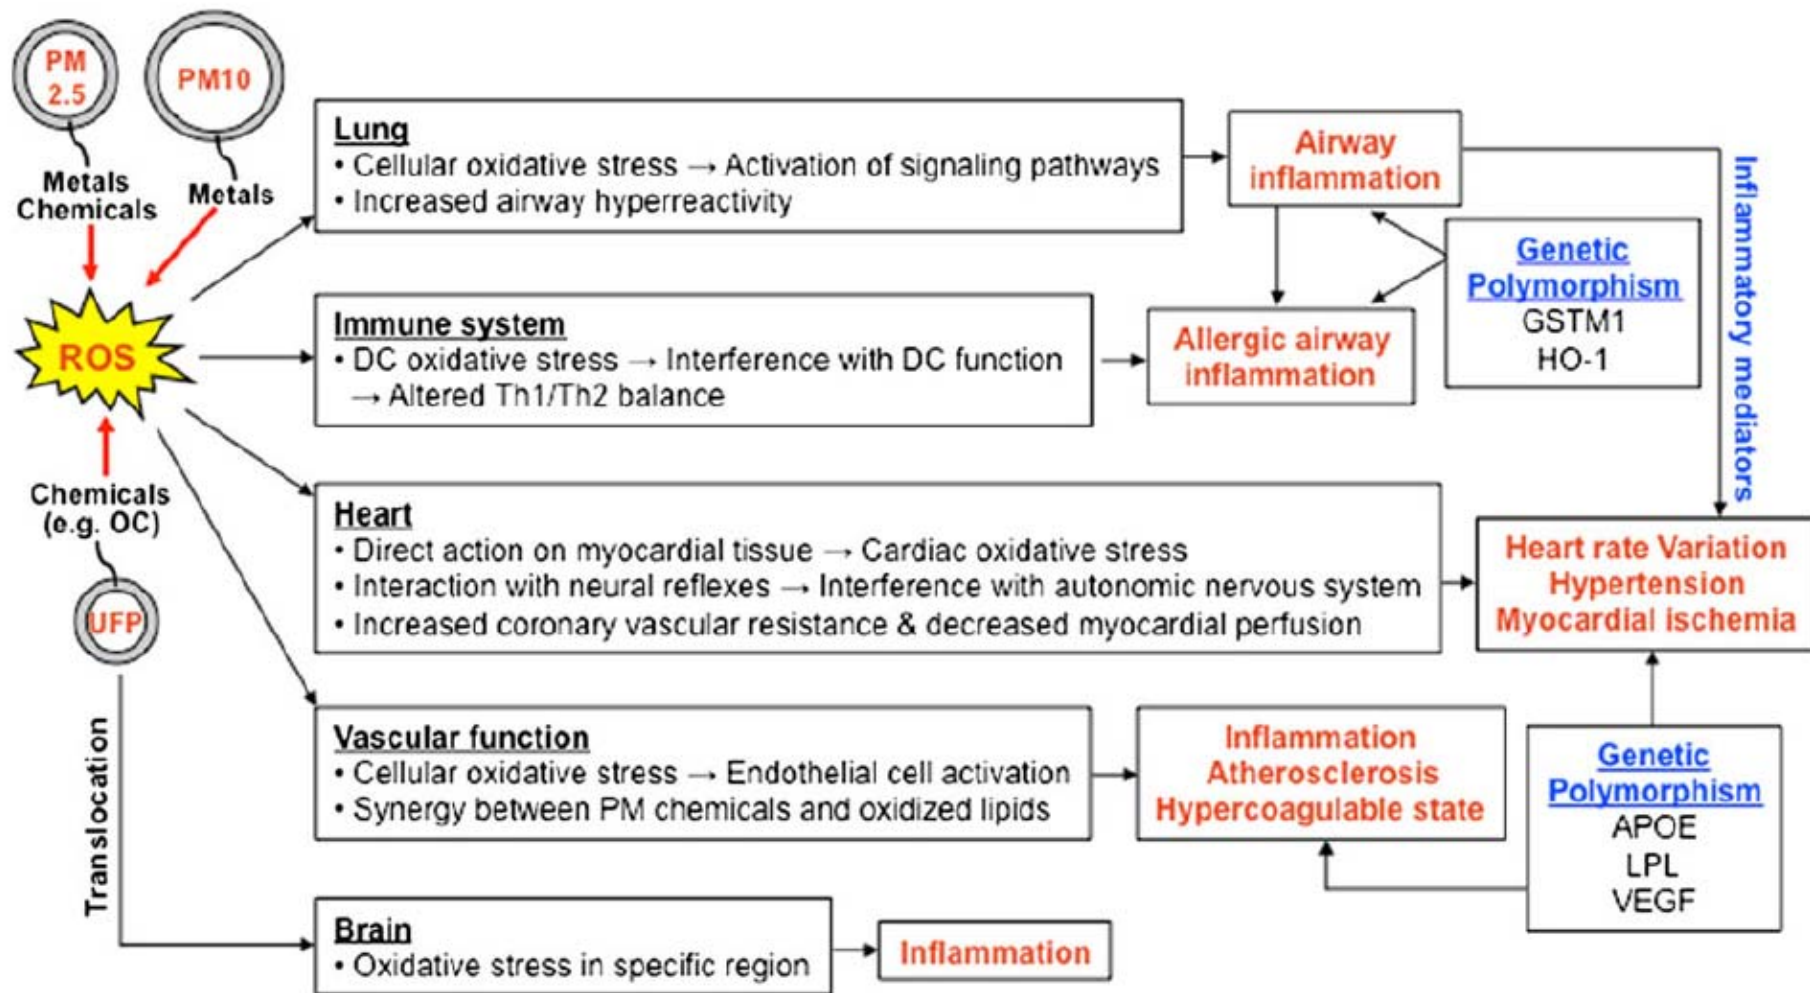 PM
2.5
PM10
Metals
Chemicals
Metals
ROS
Chemicals
(e.g. OC)
UFP
Translocation
Lung
• Cellular oxidative stress → Activation of signaling pathways
• Increased airway hyperreactivity
Airway
inflammation
Immune system
• DC oxidative stress → Interference with DC function
→ Altered Th1/Th2 balance
Allergic airway
inflammation
Genetic
Polymorphism
GSTM1
HO-1
Inflammatory mediators
Heart
• Direct action on myocardial tissue → Cardiac oxidative stress
• Interaction with neural reflexes → Interference with autonomic nervous system
• Increased coronary vascular resistance & decreased myocardial perfusion
Heart rate Variation
Hypertension
Myocardial ischemia
Vascular function
• Cellular oxidative stress → Endothelial cell activation
• Synergy between PM chemicals and oxidized lipids
Inflammation
Atherosclerosis
Hypercoagulable state
Genetic
Polymorphism
APOE
LPL
VEGF
Brain
• Oxidative stress in specific region
Inflammation